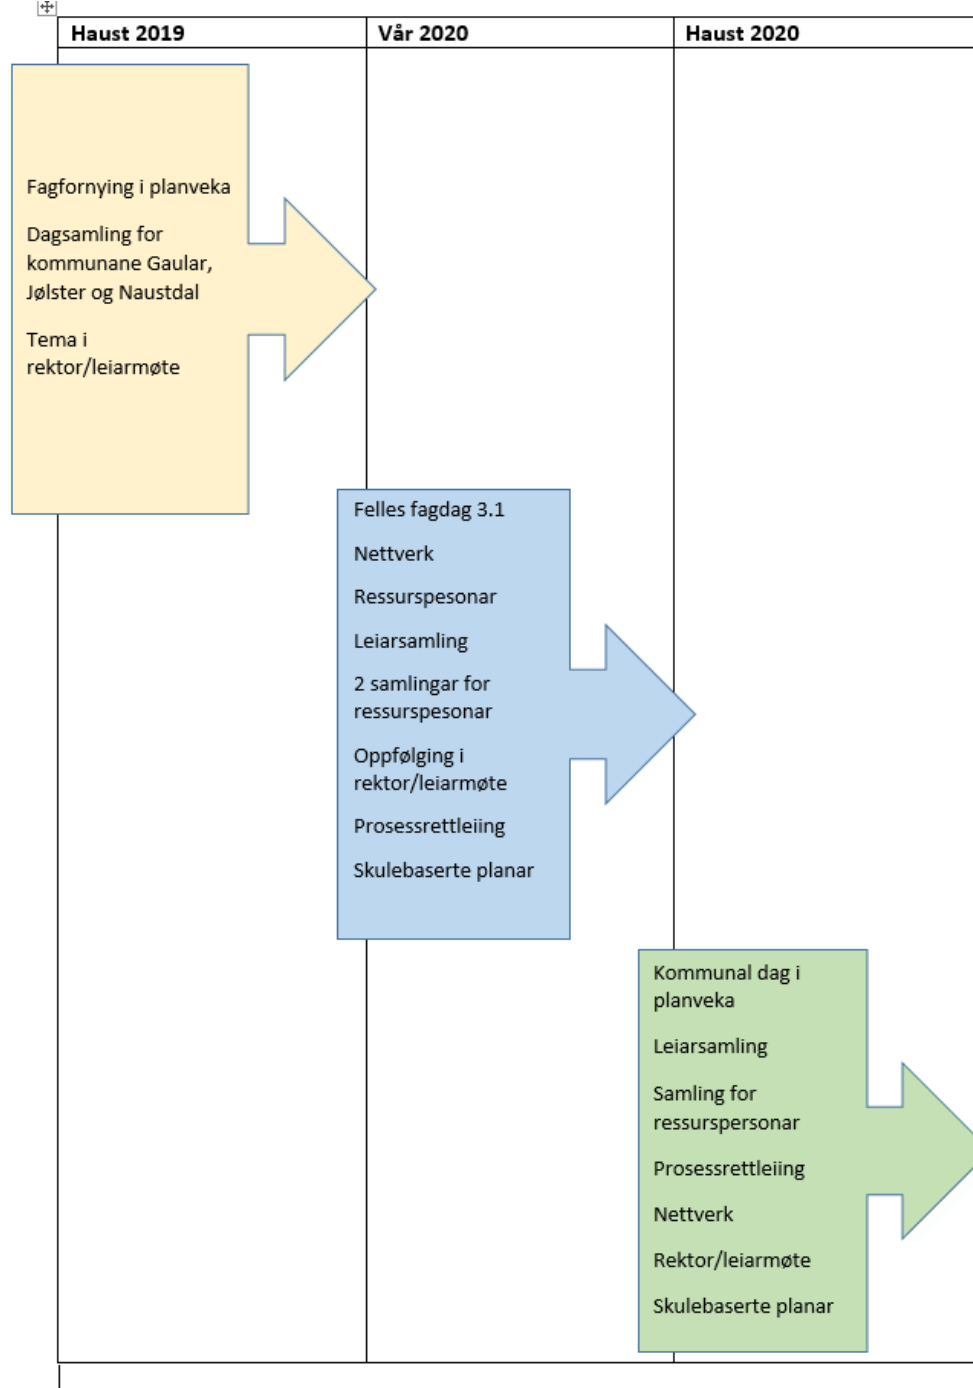 Haust 2019
Vår 2020
Haust 2020
Fagfornying i planveka
Dagsamling for
kommunane Gaular,
Jølster og Naustdal
Tema i
rektor/leiarmøte
Felles fagdag 3.1
Nettverk
Ressurspesonar
Leiarsamling
2 samlingar for
ressurspesonar
Oppfølging i
rektor/leiarmøte
Prosessrettleiing
Skulebaserte planar
Kommunal dag i
planveka
Leiarsamling
Samling for
ressurspersonar
Prosessrettleiing
Nettverk
Rektor/leiarmøte
Skulebaserte planar